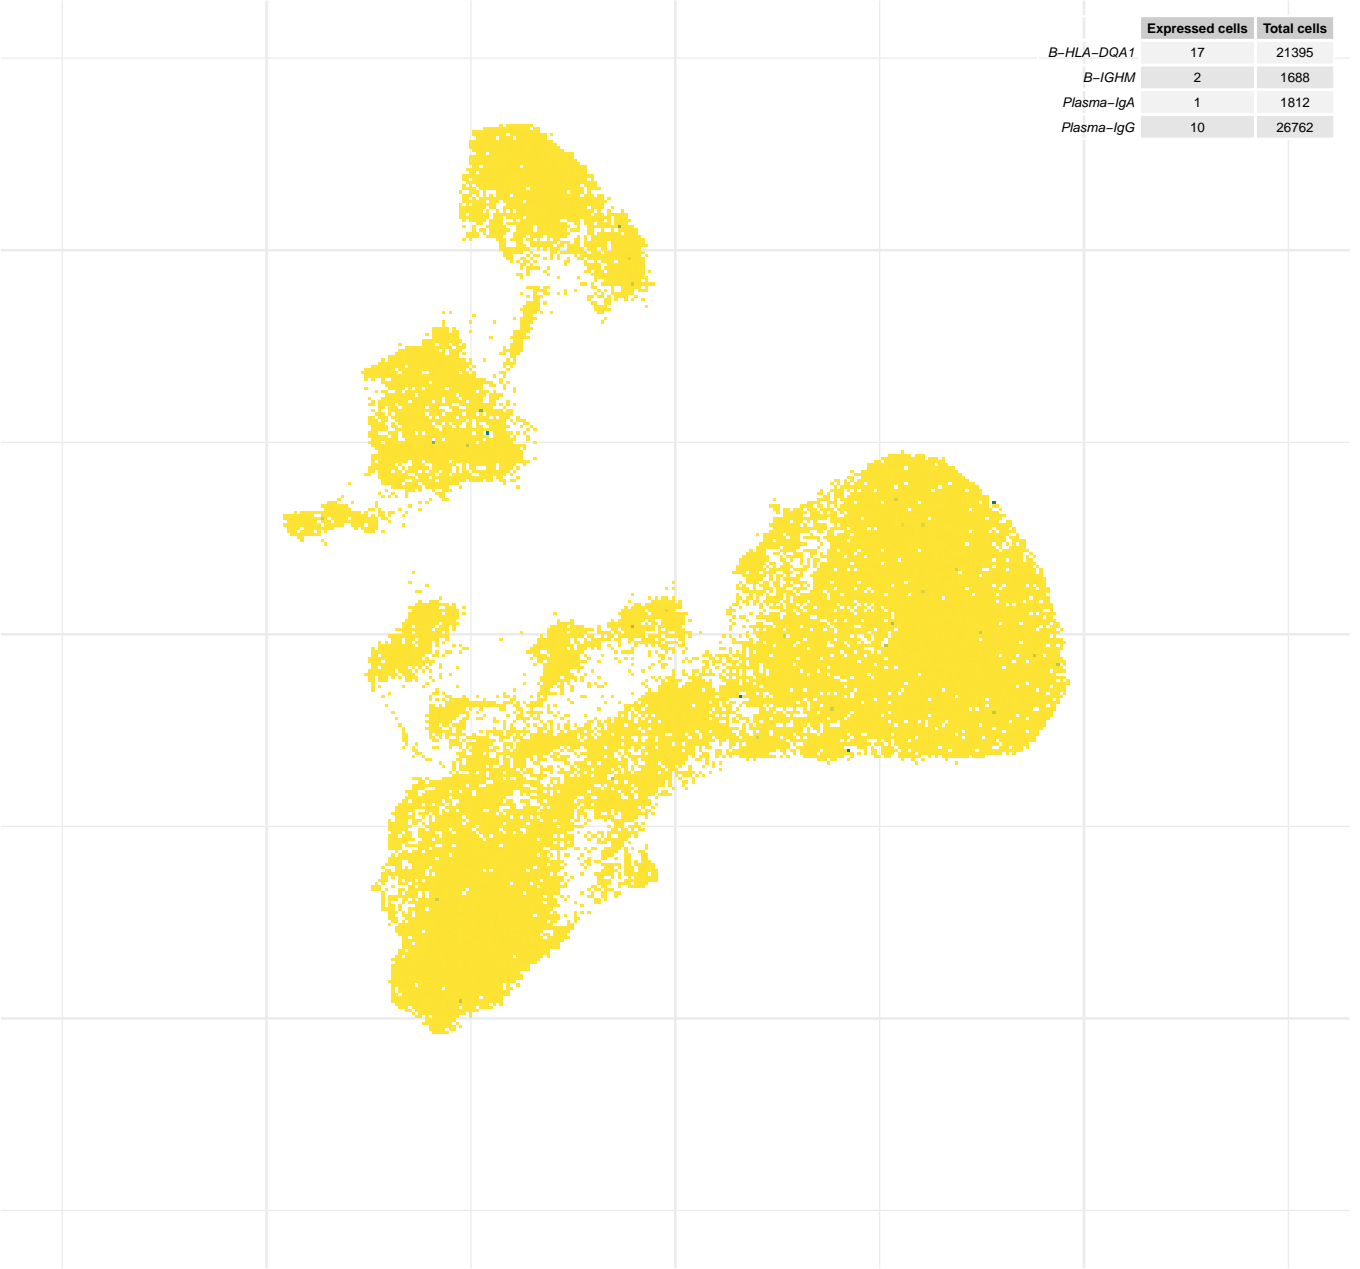 Expressed cells Total cells
B−HLA−DQA1 17 21395
B−IGHM 2 1688
Plasma−IgA 1 1812
Plasma−IgG 10 26762